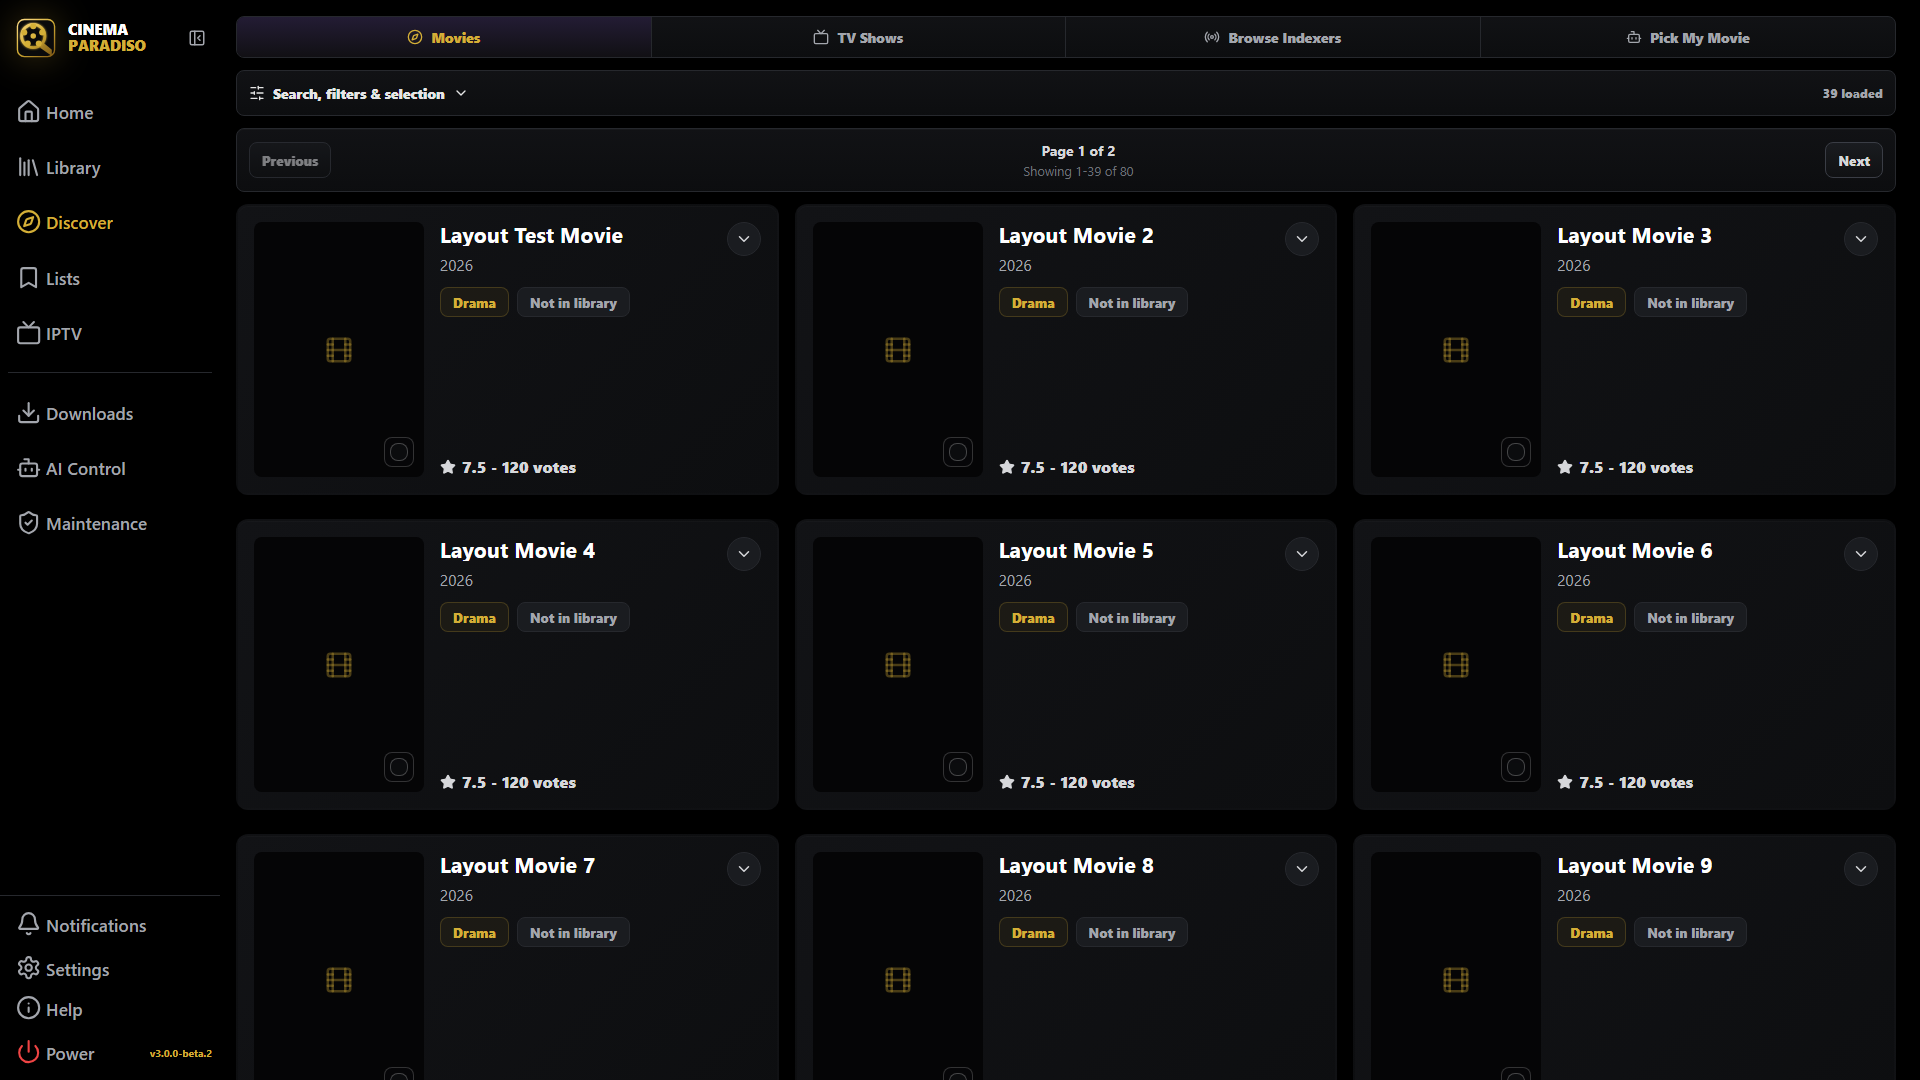 CINEMA
PARADISO
Home
Library
Discover
Lists
IPTV
Downloads
AI Control
Maintenance
Notifications
Settings
Help
Power v3.0.0-beta.2
Movies TV Shows Browse Indexers Pick My Movie
Search, filters & selection 39 loaded
Previous Page 1 of 2 Next
Showing 1-39 of 80
Layout Test Movie Layout Movie 2 Layout Movie 3
2026 2026 2026
Drama Not in library Drama Not in library Drama Not in library
7.5 - 120 votes 7.5 - 120 votes 7.5 - 120 votes
Layout Movie 4 Layout Movie 5 Layout Movie 6
2026 2026 2026
Drama Not in library Drama Not in library Drama Not in library
7.5 - 120 votes 7.5 - 120 votes 7.5 - 120 votes
Layout Movie 7 Layout Movie 8 Layout Movie 9
2026 2026 2026
Drama Not in library Drama Not in library Drama Not in library